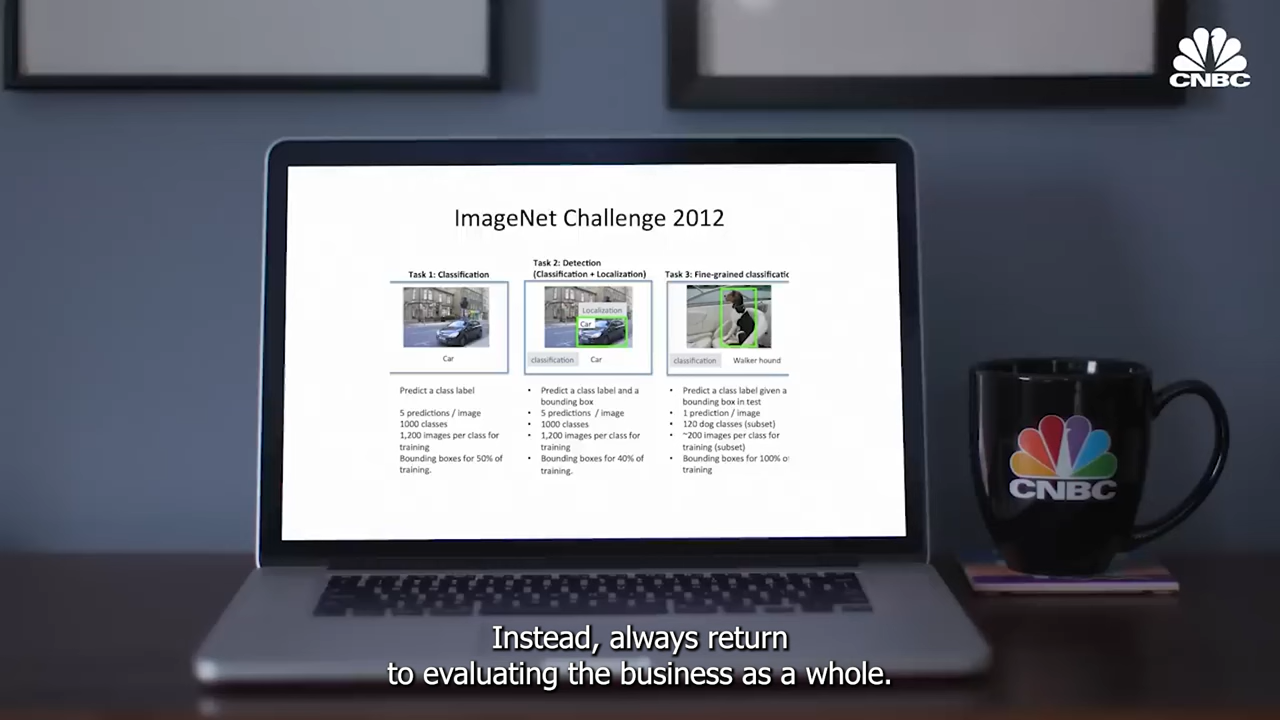 CNBC
ImageNet Challenge 2012
Task 1: Classification
Car
Predict a class label
5 predictions / image
1000 classes
1,200 images per class for
training
Bounding boxes for 50% of
training.
Task 2: Detection
(Classification + Localization)
Localization
Car
classification
Car
• Predict a class label and a
bounding box
• 5 predictions / image
• 1000 classes
• 1,200 images per class for
training
• Bounding boxes for 40% of
training.
Task 3: Fine-grained classificatic
classification
Walker hound
• Predict a class label given a
bounding box in test
• 1 prediction / image
• 120 dog classes (subset)
• ~200 images per class for
training (subset)
• Bounding boxes for 100% o
training
CNBC
Instead, always return
to evaluating the business as a whole.